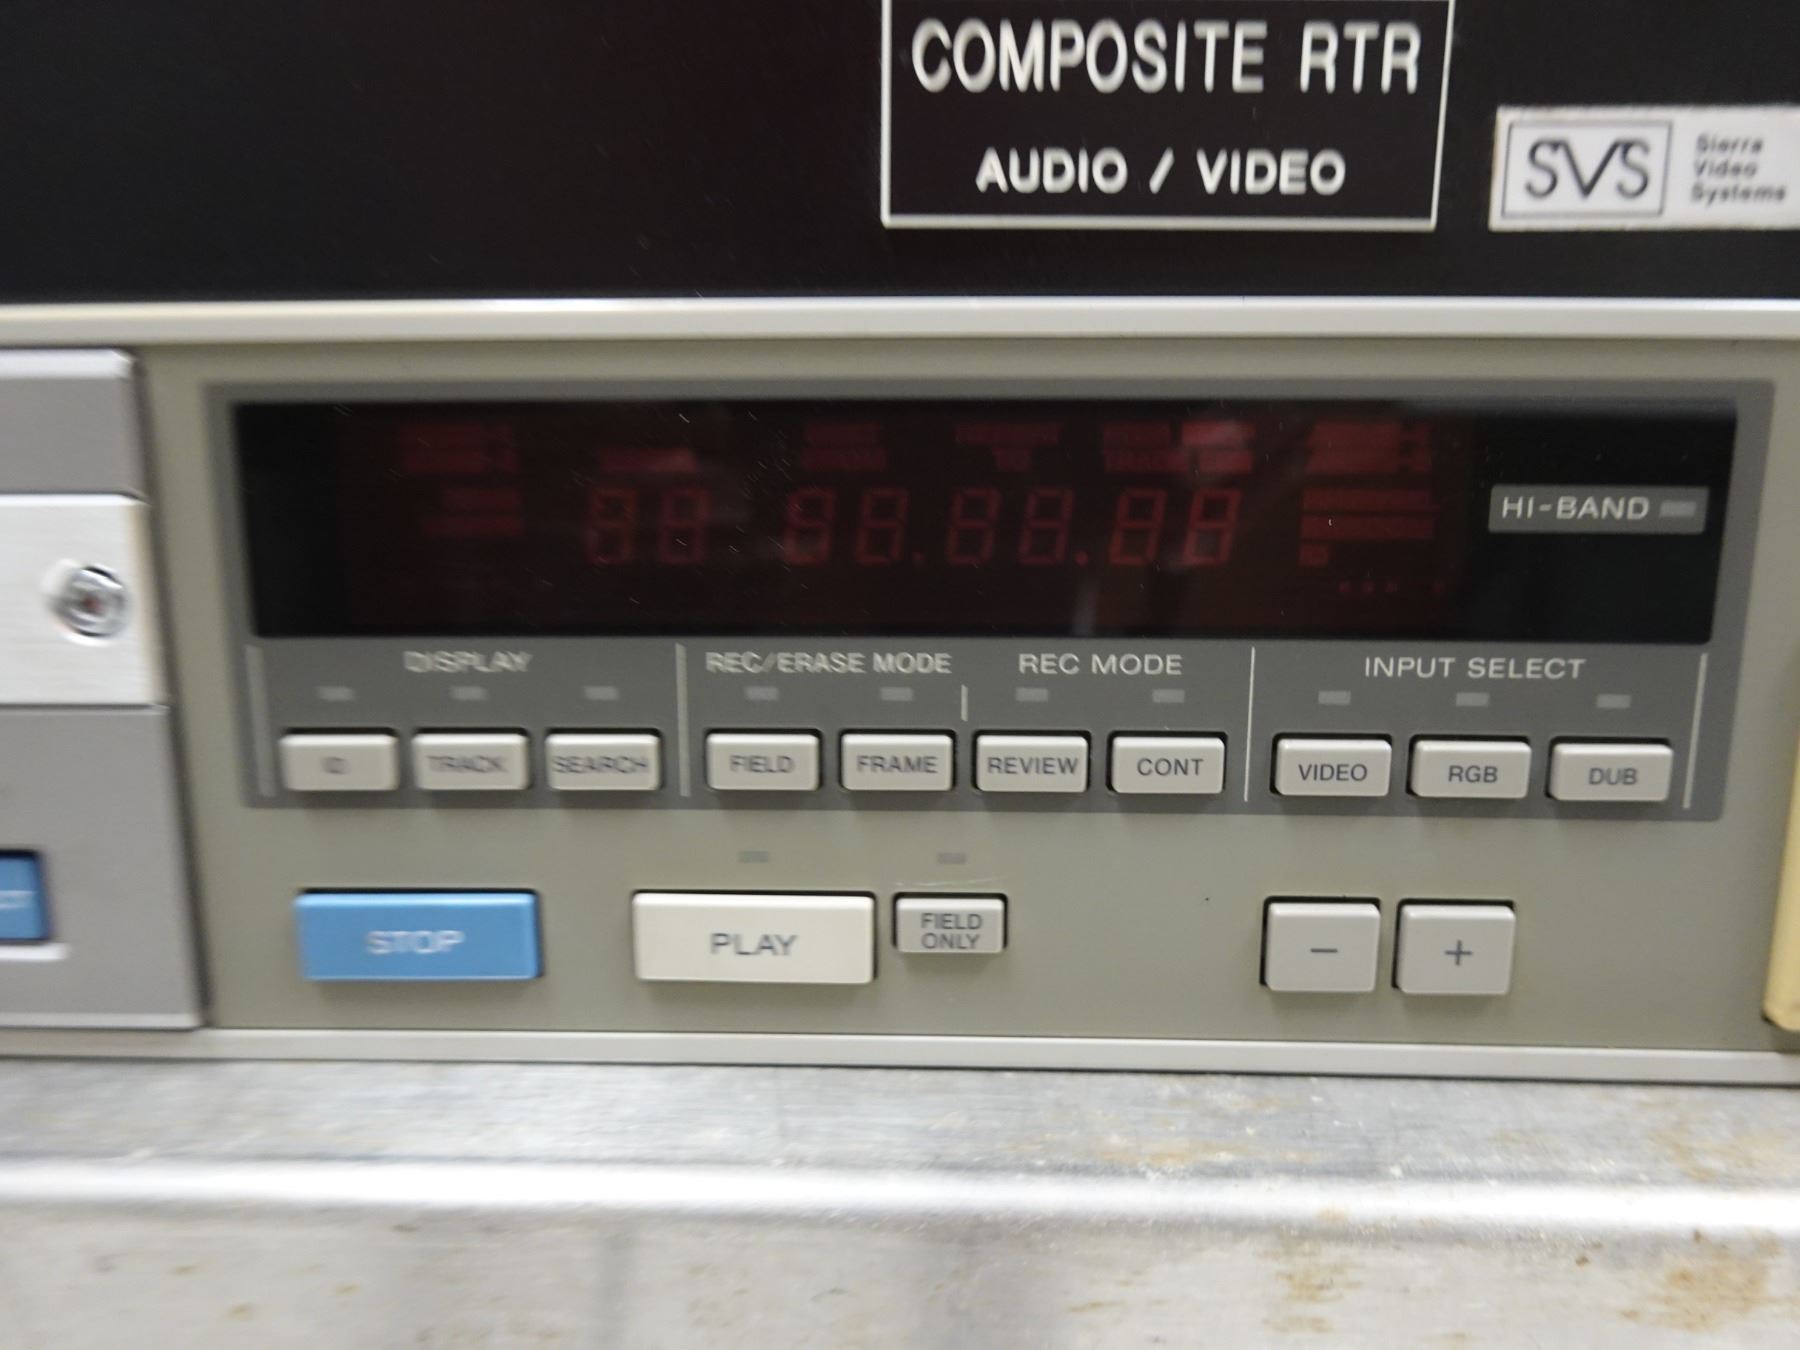 COMPOSITE RTR
AUDIO / VIDEO
SVS
Sierra
Video
Systems
HI-BAND
DISPLAY
REC/ERASE MODE
REC MODE
INPUT SELECT
ID
TRACK
SEARCH
FIELD
FRAME
REVIEW
CONT
VIDEO
RGB
DUB
STOP
PLAY
FIELD
ONLY
−
+